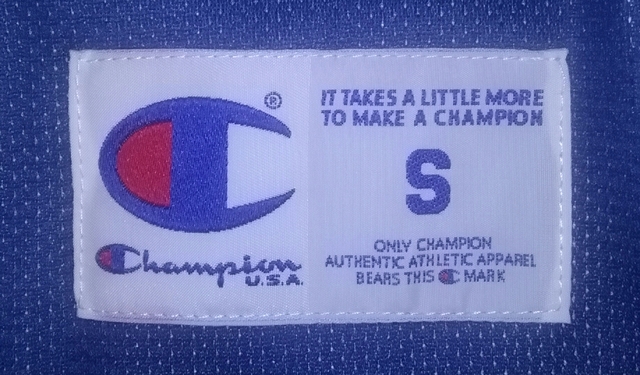 ®
Champion
U.S.A.
IT TAKES A LITTLE MORE
TO MAKE A CHAMPION
S
ONLY CHAMPION
AUTHENTIC ATHLETIC APPAREL
BEARS THIS C MARK